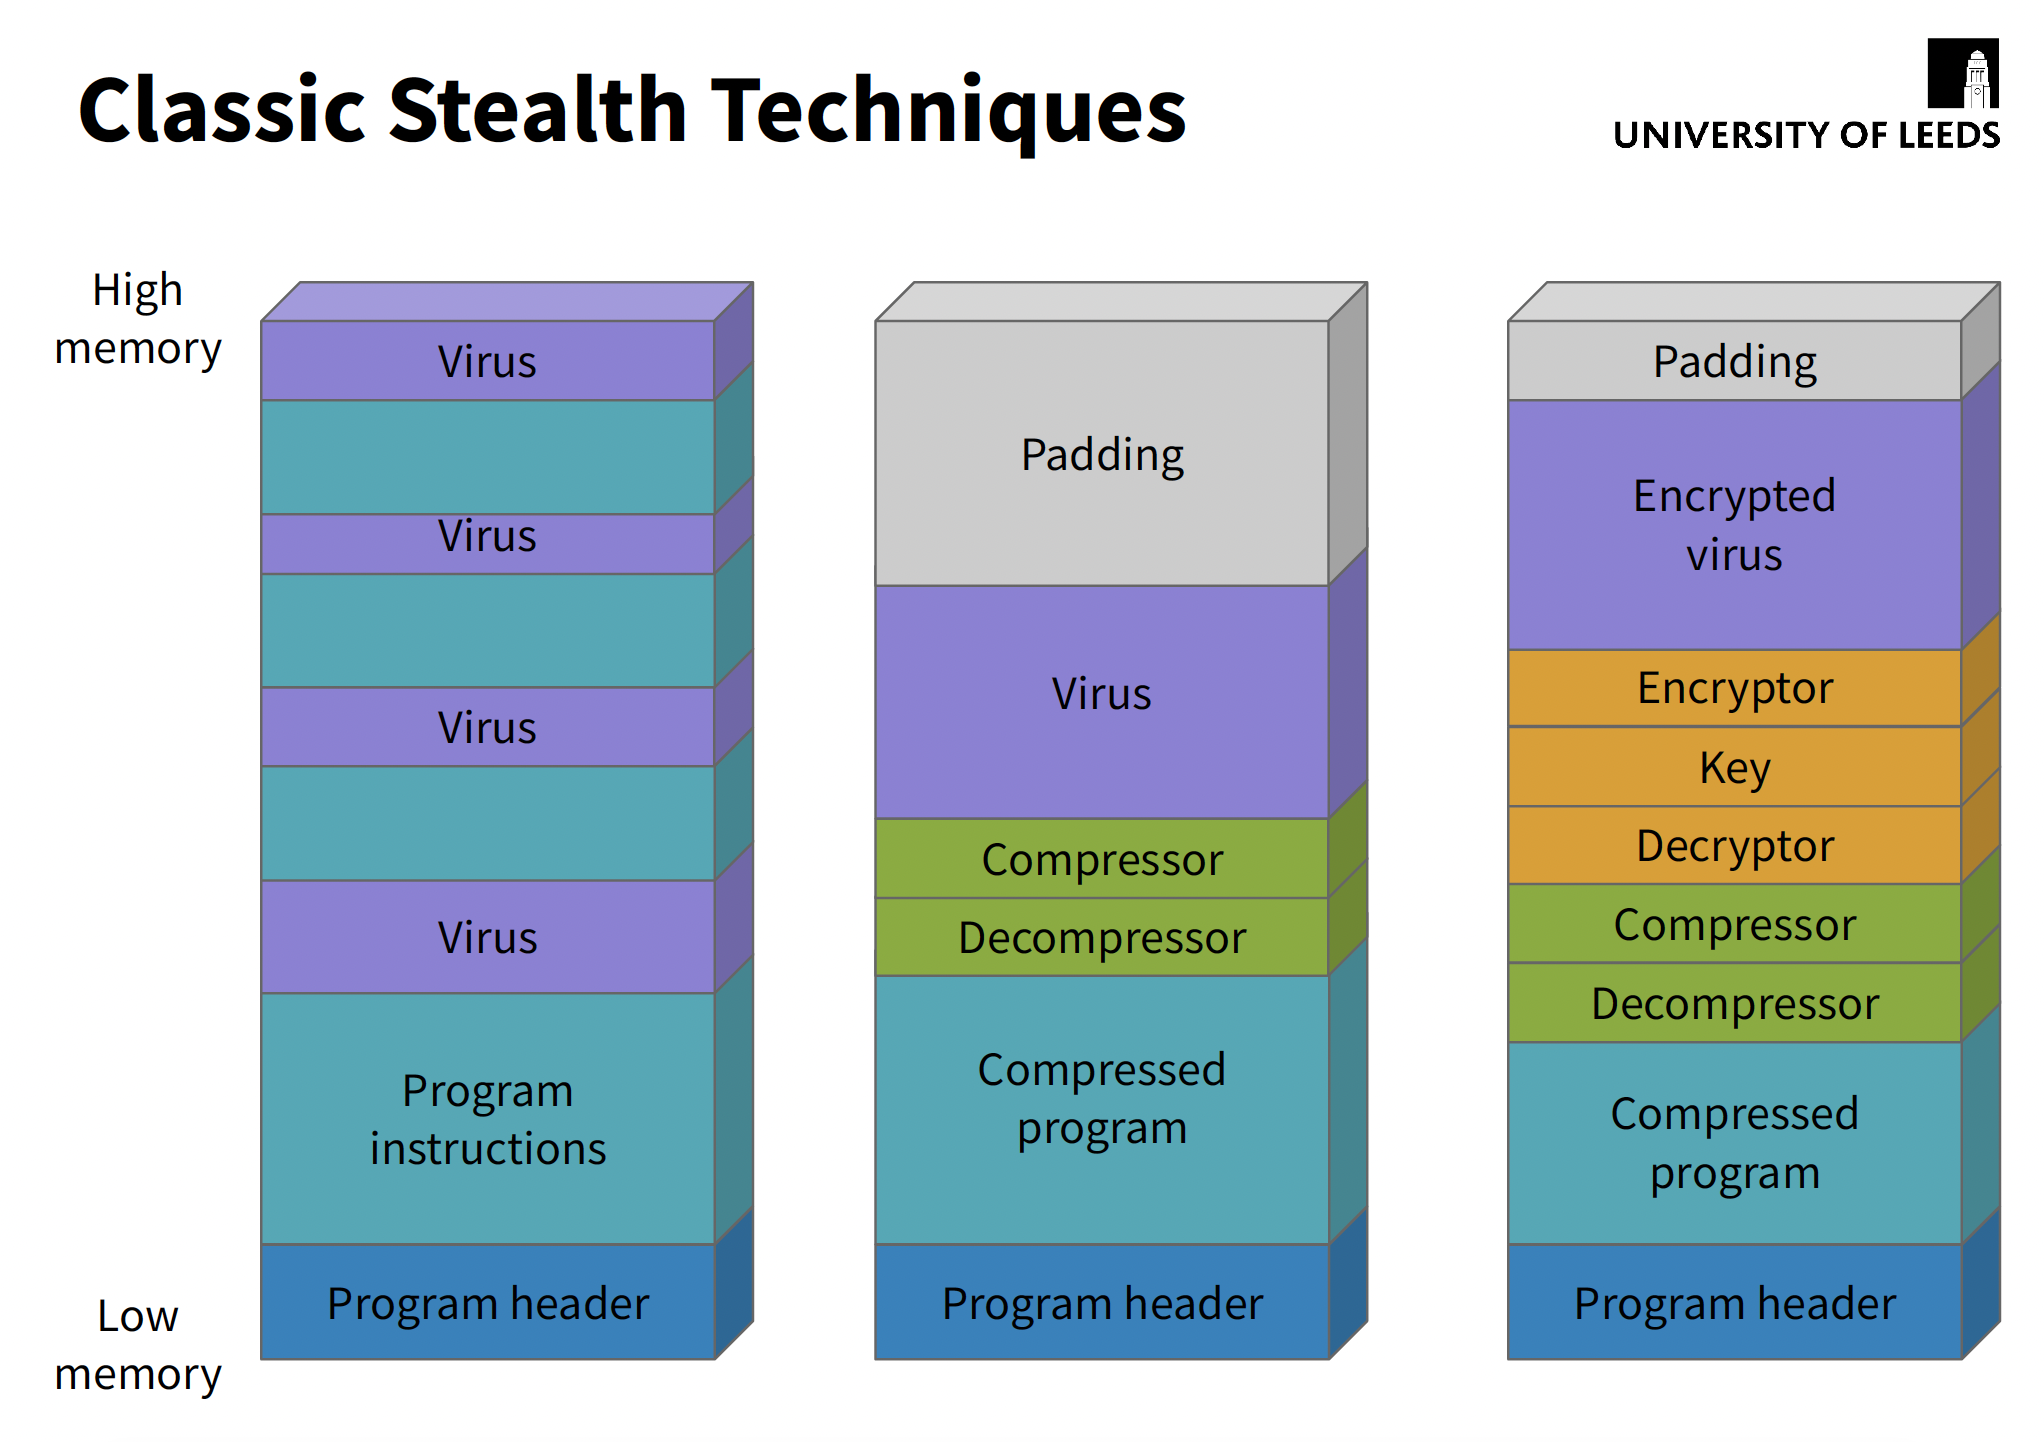 Classic Stealth Techniques
UNIVERSITY OF LEEDS
High
memory
Low
memory
Virus
Virus
Virus
Virus
Program
instructions
Program header
Padding
Virus
Compressor
Decompressor
Compressed
program
Program header
Padding
Encrypted
virus
Encryptor
Key
Decryptor
Compressor
Decompressor
Compressed
program
Program header